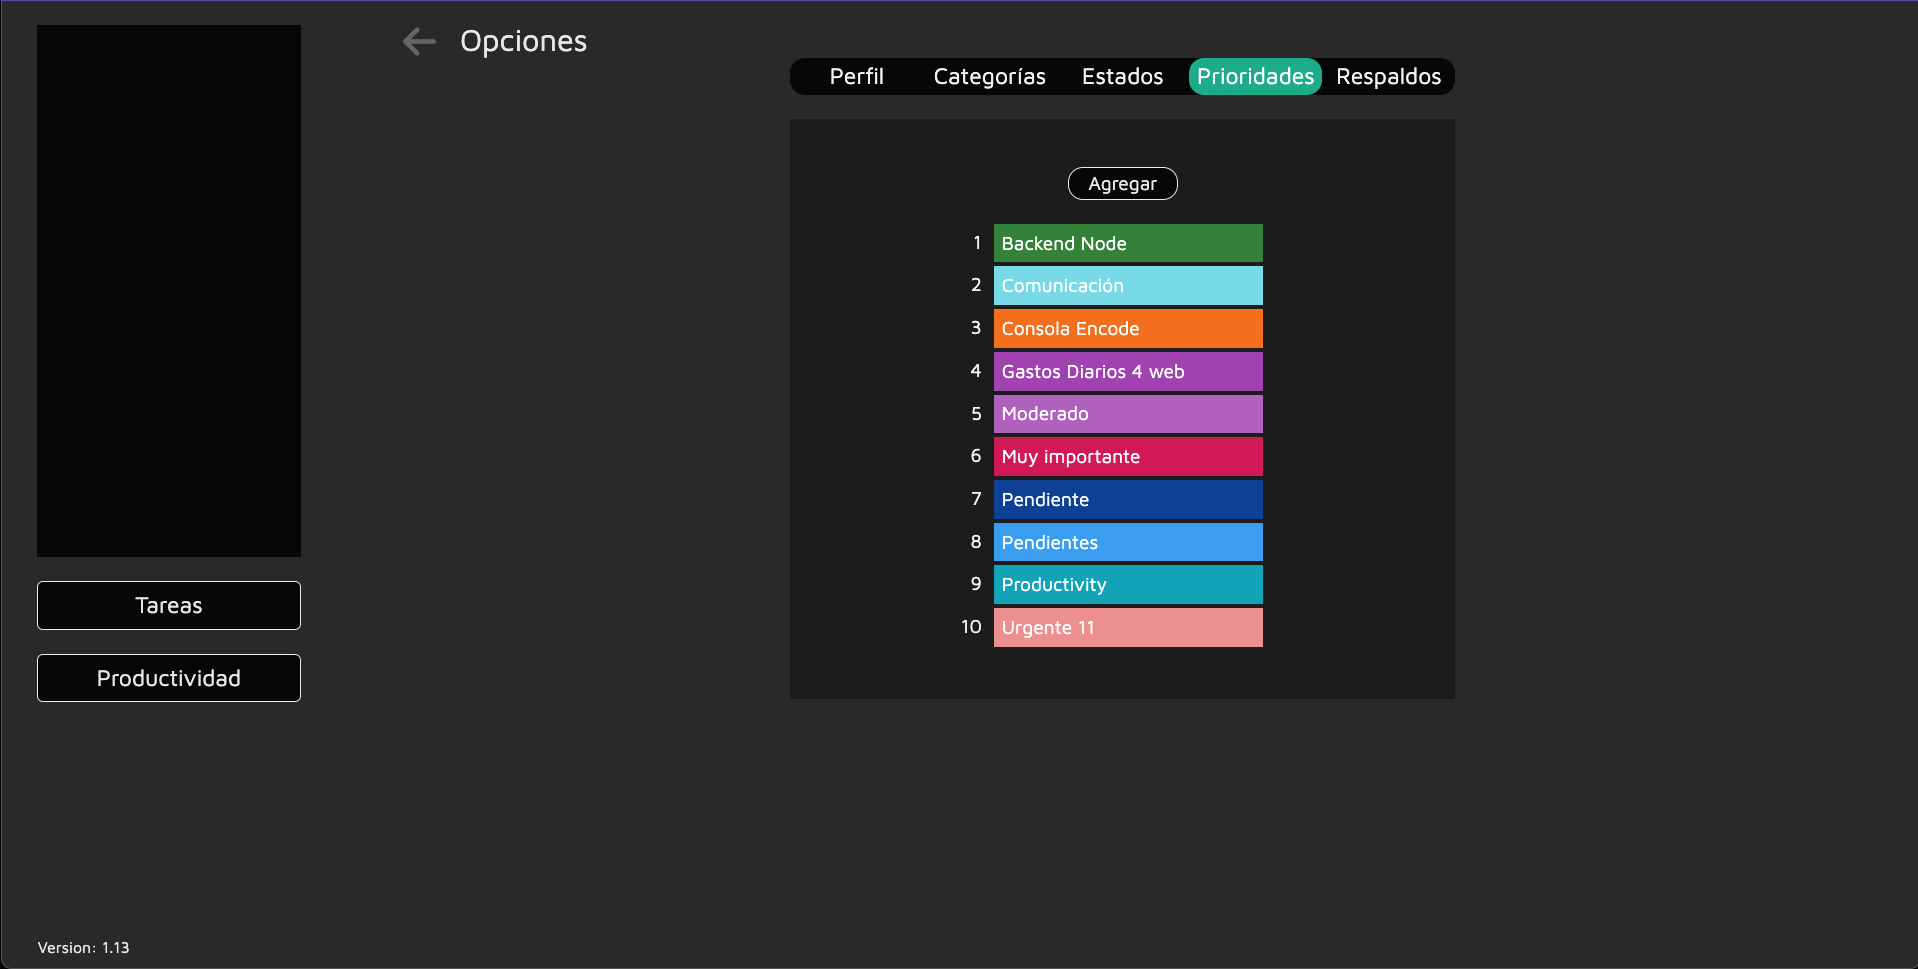 Opciones
Perfil Categorías Estados Prioridades Respaldos
Agregar
1 Backend Node
2 Comunicación
3 Consola Encode
4 Gastos Diarios 4 web
5 Moderado
6 Muy importante
7 Pendiente
8 Pendientes
9 Productivity
10 Urgente 11
Tareas
Productividad
Version: 1.13